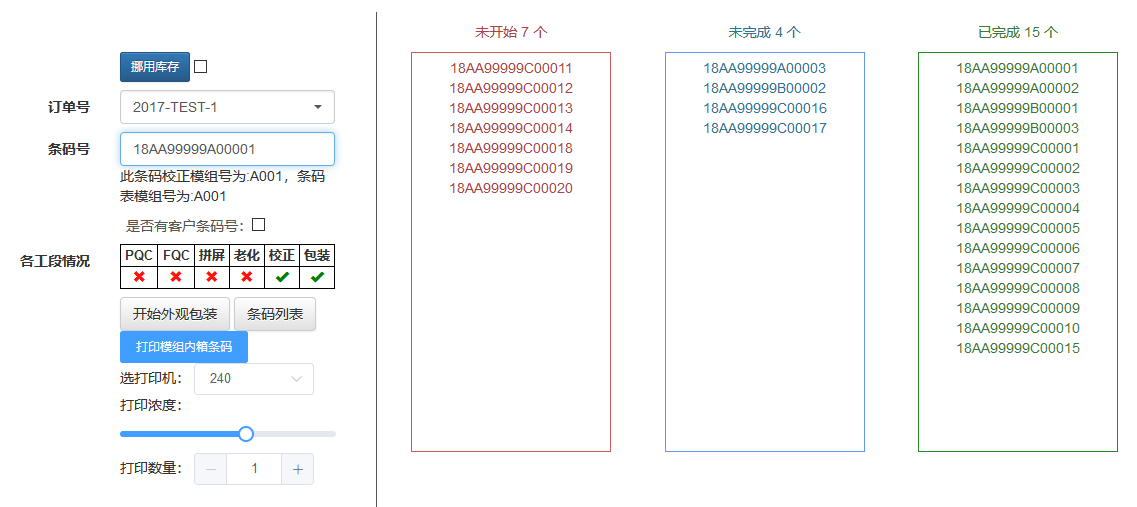 挪用库存
订单号
2017-TEST-1
条码号
18AA99999A00001
此条码校正模组号为:A001，条码
表模组号为:A001
是否有客户条码号：
各工段情况
PQC FQC 拼屏 老化 校正 包装
开始外观包装 条码列表
打印模组内箱条码
选打印机： 240
打印浓度：
打印数量： 1
未开始 7 个
18AA99999C00011
18AA99999C00012
18AA99999C00013
18AA99999C00014
18AA99999C00018
18AA99999C00019
18AA99999C00020
未完成 4 个
18AA99999A00003
18AA99999B00002
18AA99999C00016
18AA99999C00017
已完成 15 个
18AA99999A00001
18AA99999A00002
18AA99999B00001
18AA99999B00003
18AA99999C00001
18AA99999C00002
18AA99999C00003
18AA99999C00004
18AA99999C00005
18AA99999C00006
18AA99999C00007
18AA99999C00008
18AA99999C00009
18AA99999C00010
18AA99999C00015